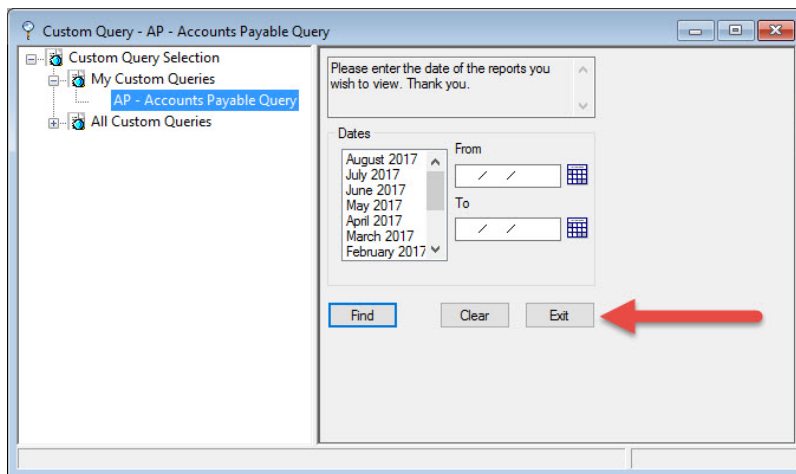 Custom Query - AP - Accounts Payable Query
Custom Query Selection
My Custom Queries
AP - Accounts Payable Query
All Custom Queries
Please enter the date of the reports you
wish to view. Thank you.
Dates
August 2017
July 2017
June 2017
May 2017
April 2017
March 2017
February 2017
From
/ /
To
/ /
Find
Clear
Exit